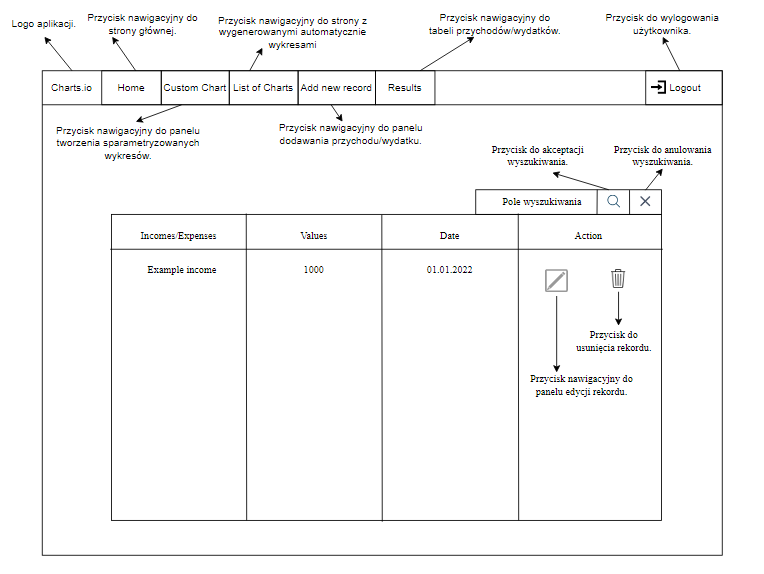 Logo aplikacji.
Przycisk nawigacyjny do
strony głównej.
Przycisk nawigacyjny do strony z
wygenerowanymi automatycznie
wykresami
Przycisk nawigacyjny do
tabeli przychodów/wydatków.
Przycisk do wylogowania
użytkownika.
Charts.io
Home
Custom Chart
List of Charts
Add new record
Results
Logout
Przycisk nawigacyjny do panelu
tworzenia sparametryzowanych
wykresów.
Przycisk nawigacyjny do panelu
dodawania przychodu/wydatku.
Przycisk do akceptacji
wyszukiwania.
Przycisk do anulowania
wyszukiwania.
Pole wyszukiwania
Incomes/Expenses
Values
Date
Action
Example income
1000
01.01.2022
Przycisk do
usunięcia rekordu.
Przycisk nawigacyjny do
panelu edycji rekordu.